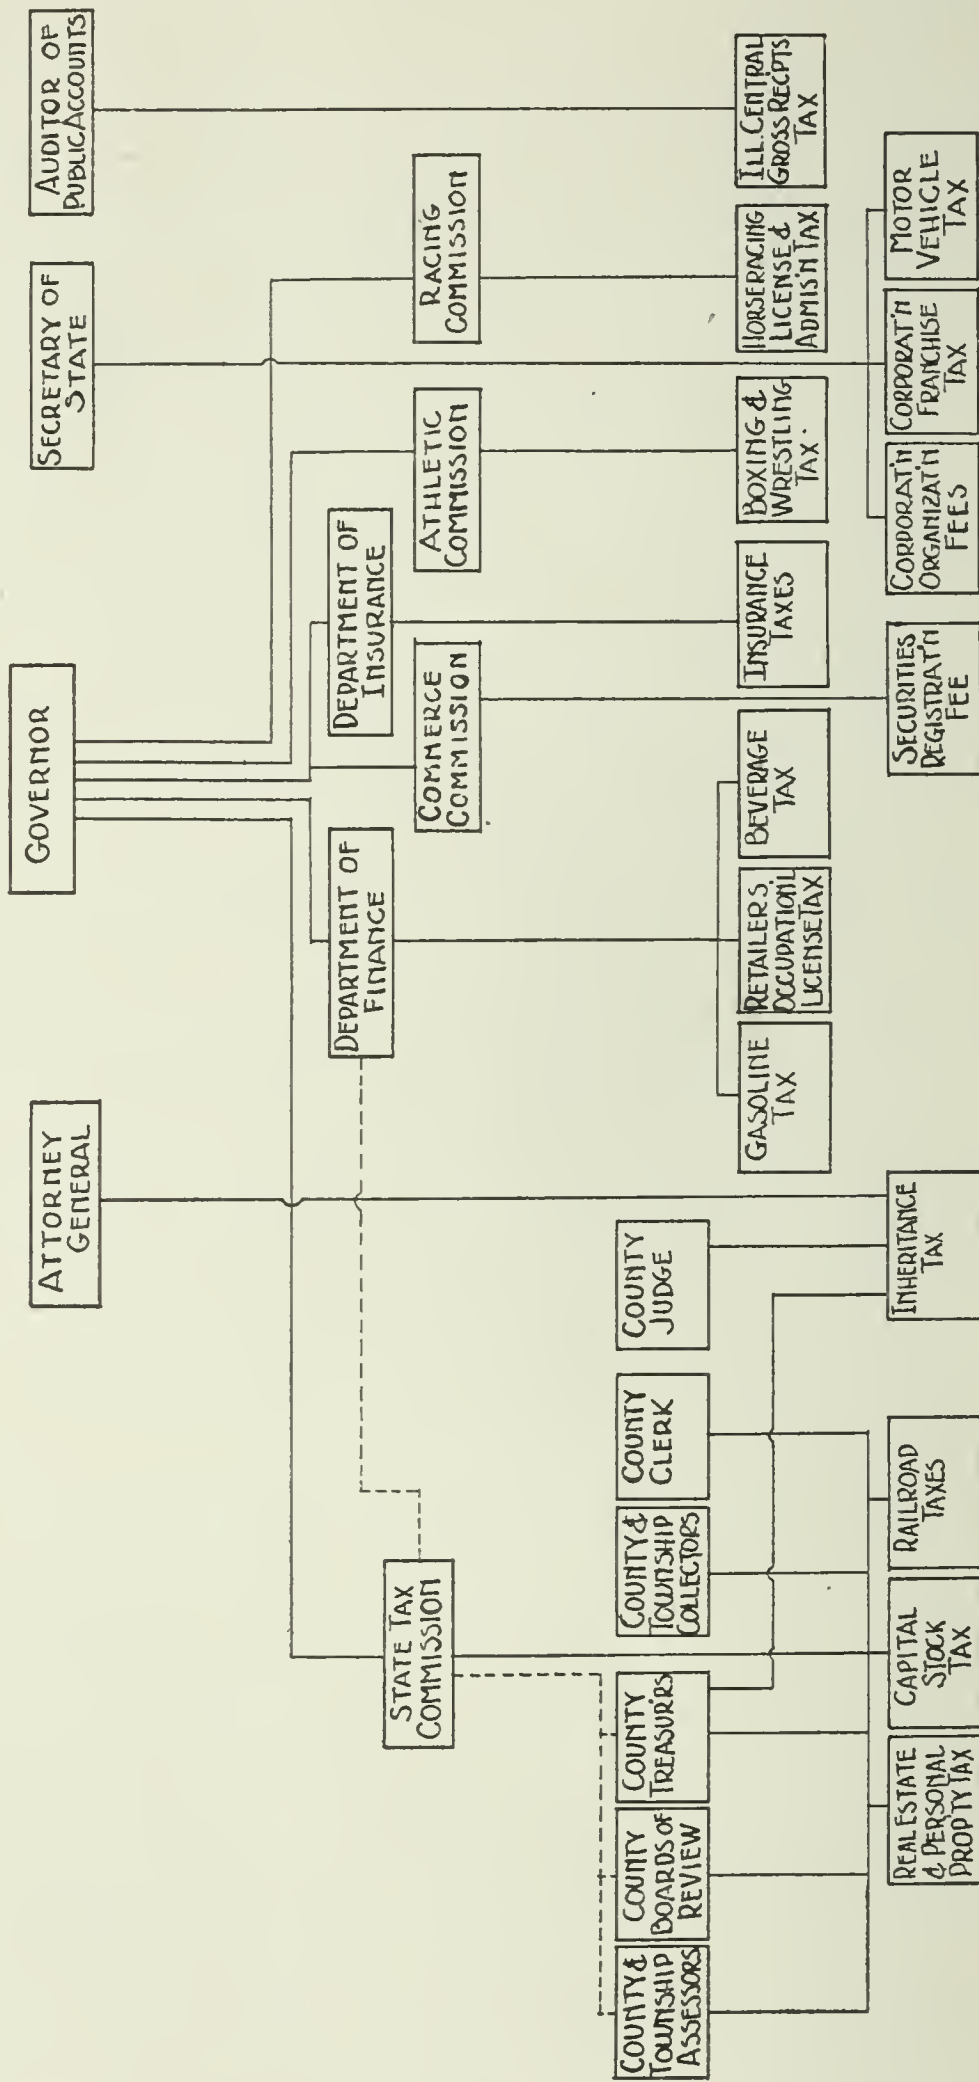 GOVERNOR
ATTORNEY
GENERAL
SECRETARY OF
STATE
AUDITOR OF
PUBLIC ACCOUNTS
DEPARTMENT OF
FINANCE
DEPARTMENT OF
INSURANCE
STATE TAX
COMMISSION
COMMERCE
COMMISSION
ATHLETIC
COMMISSION
RACING
COMMISSION
COUNTY &
TOWNSHIP
ASSESSORS
COUNTY
BOARDS OF
REVIEW
COUNTY
TREASUR'RS
COUNTY &
TOWNSHIP
COLLECTORS
COUNTY
CLERK
COUNTY
JUDGE
GASOLINE
TAX
RETAILERS'
OCCUPATION'L
LICENSE TAX
BEVERAGE
TAX
INSURANCE
TAXES
BOXING &
WRESTLING
TAX.
HORSERACING
LICENSE &
ADMIS'N TAX
ILL. CENTRAL
GROSS RECPTS
TAX
REAL ESTATE
& PERSONAL
PROP'TY TAX
CAPITAL
STOCK
TAX
RAILROAD
TAXES
INHERITANCE
TAX
SECURITIES
REGISTRAT'N
FEE
CORPORAT'N
ORGANIZAT'N
FEES
CORPORAT'N
FRANCHISE
TAX
MOTOR
VEHICLE
TAX